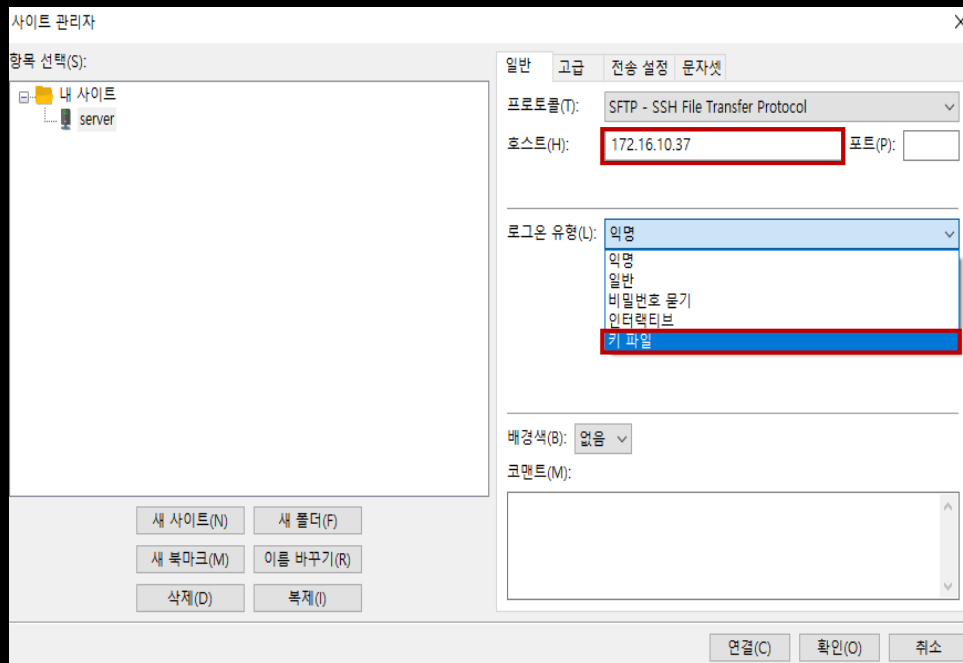 사이트 관리자
항목 선택(S):
내 사이트
server
새 사이트(N) 새 폴더(F)
새 북마크(M) 이름 바꾸기(R)
삭제(D) 복제(I)
일반 고급 전송 설정 문자셋
프로토콜(T): SFTP - SSH File Transfer Protocol
호스트(H): 172.16.10.37 포트(P):
로그온 유형(L): 익명
익명
일반
비밀번호 묻기
인터랙티브
키 파일
배경색(B): 없음
코맨트(M):
연결(C) 확인(O) 취소